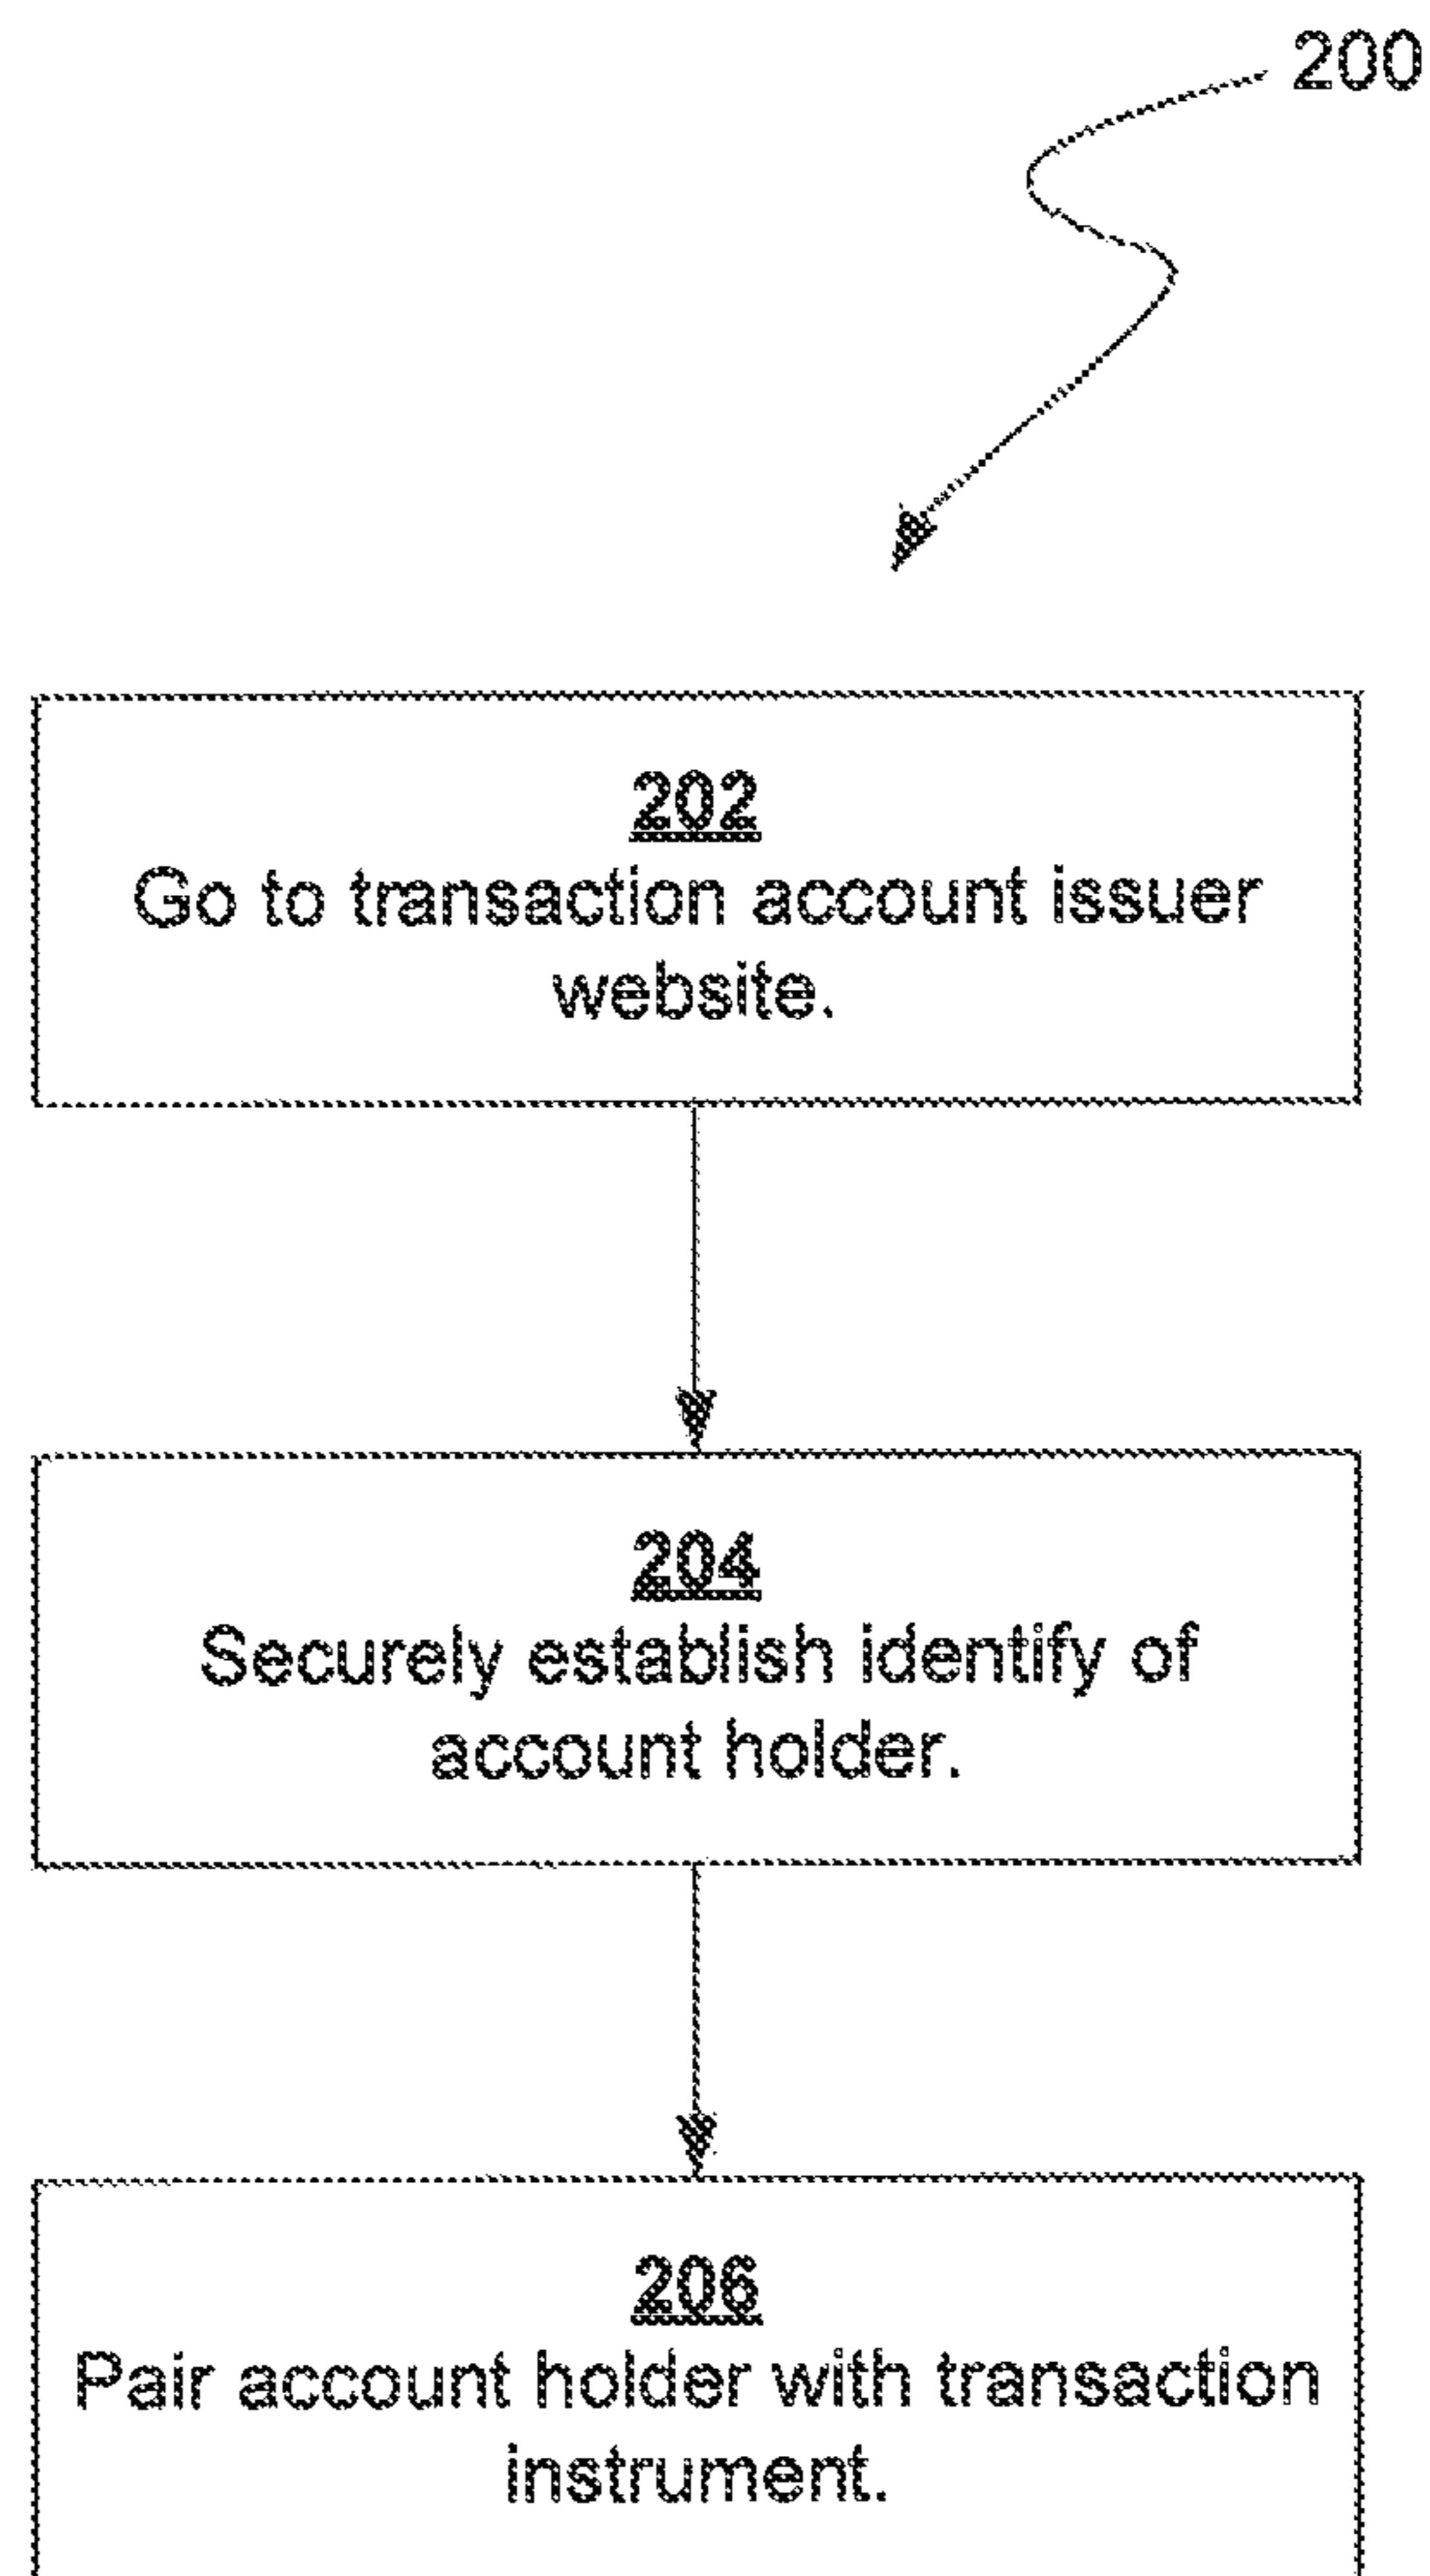 200
202
Go to transaction account issuer
website.
204
Securely establish identify of
account holder.
206
Pair account holder with transaction
instrument.